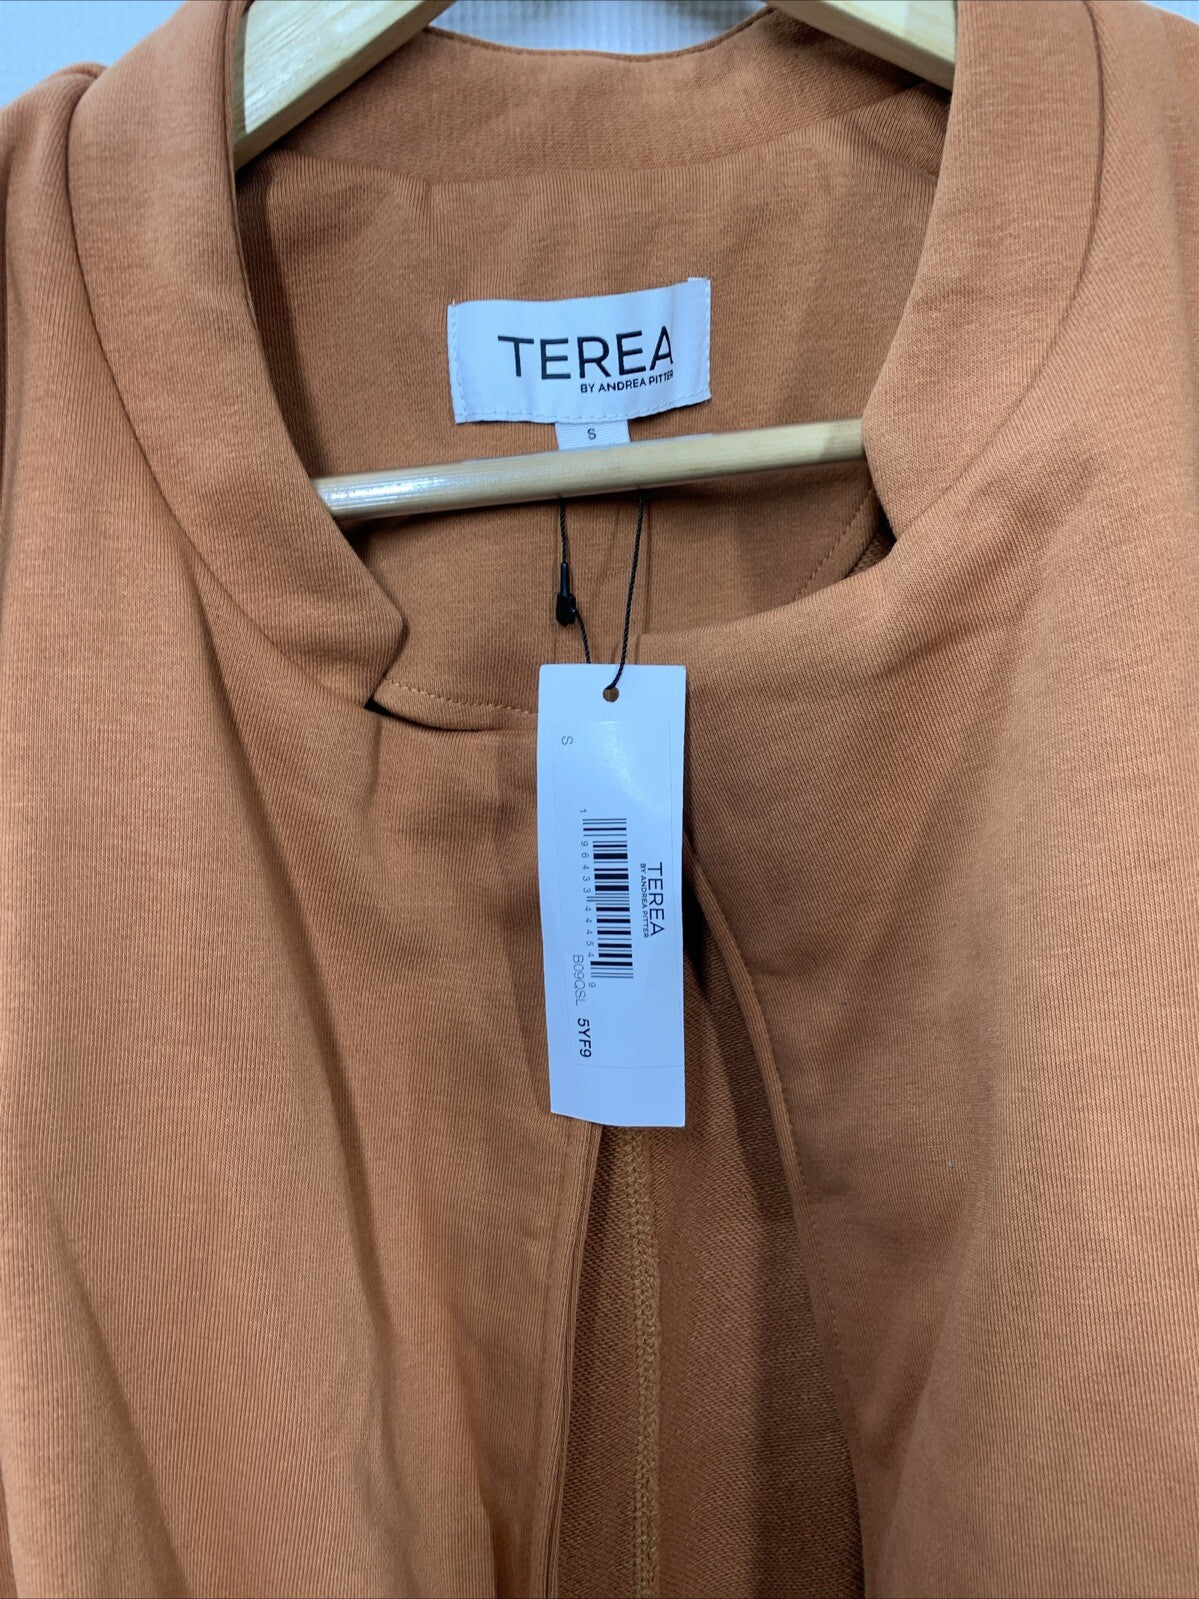 TEREA
BY ANDREA PITTER
S
S
TEREA
BY ANDREA PITTER
1 96433 44454 9
B09QSL 5YF9